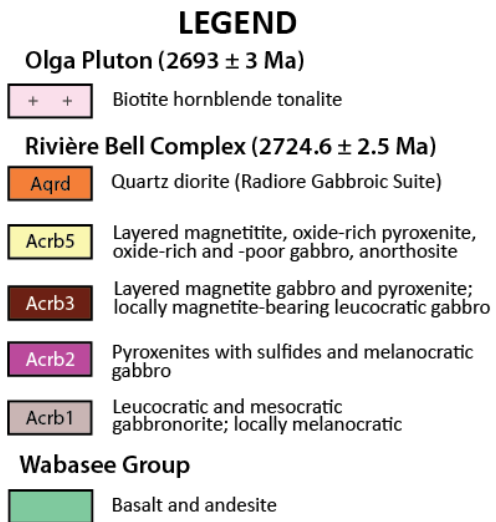 LEGEND
Olga Pluton (2693 ± 3 Ma)
+ + Biotite hornblende tonalite
Rivière Bell Complex (2724.6 ± 2.5 Ma)
Aqrd Quartz diorite (Radiore Gabbroic Suite)
Acrb5 Layered magnetitite, oxide-rich pyroxenite,
oxide-rich and -poor gabbro, anorthosite
Acrb3 Layered magnetite gabbro and pyroxenite;
locally magnetite-bearing leucocratic gabbro
Acrb2 Pyroxenites with sulfides and melanocratic
gabbro
Acrb1 Leucocratic and mesocratic
gabbronorite; locally melanocratic
Wabasee Group
Basalt and andesite